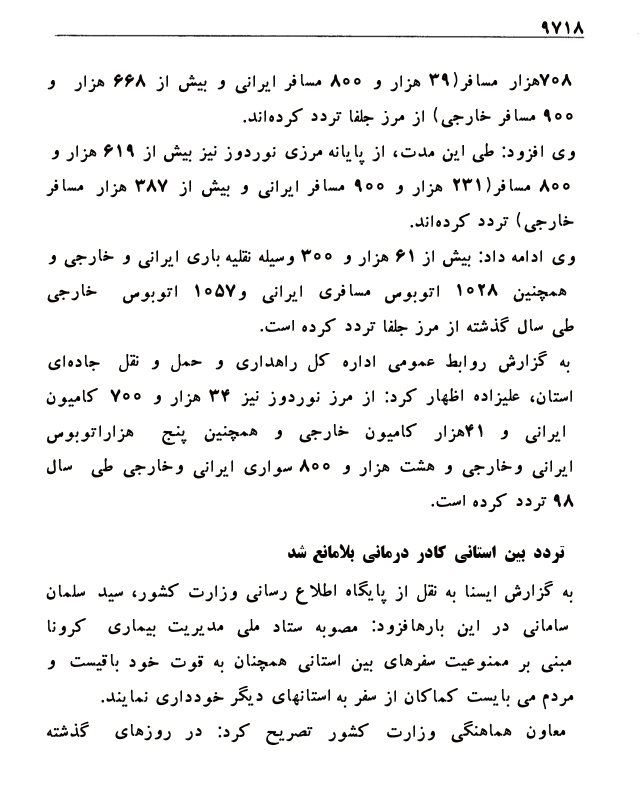 ۹۷۱۸
۷۰۸هزار مسافر(۳۹ هزار و ۸۰۰ مسافر ایرانی و بیش از ۶۶۸ هزار و
۹۰۰ مسافر خارجی) از مرز جلفا تردد کرده‌اند.
وی افزود: طی این مدت، از پایانه مرزی نوردوز نیز بیش از ۶۱۹ هزار و
۸۰۰ مسافر(۲۳۱ هزار و ۹۰۰ مسافر ایرانی و بیش از ۳۸۷ هزار مسافر
خارجی) تردد کرده‌اند.
وی ادامه داد: بیش از ۶۱ هزار و ۳۰۰ وسیله نقلیه باری ایرانی و خارجی و
همچنین ۱۰۲۸ اتوبوس مسافری ایرانی و۱۰۵۷ اتوبوس خارجی
طی سال گذشته از مرز جلفا تردد کرده است.
به گزارش روابط عمومی اداره کل راهداری و حمل و نقل جاده‌ای
استان، علیزاده اظهار کرد: از مرز نوردوز نیز ۳۴ هزار و ۷۰۰ کامیون
ایرانی و ۴۱هزار کامیون خارجی و همچنین پنج هزاراتوبوس
ایرانی وخارجی و هشت هزار و ۸۰۰ سواری ایرانی وخارجی طی سال
۹۸ تردد کرده است.
تردد بین استانی کادر درمانی بلامانع شد
به گزارش ایسنا به نقل از پایگاه اطلاع رسانی وزارت کشور، سید سلمان
سامانی در این بارهافزود: مصوبه ستاد ملی مدیریت بیماری کرونا
مبنی بر ممنوعیت سفرهای بین استانی همچنان به قوت خود باقیست و
مردم می بایست کماکان از سفر به استانهای دیگر خودداری نمایند.
معاون هماهنگی وزارت کشور تصریح کرد: در روزهای گذشته